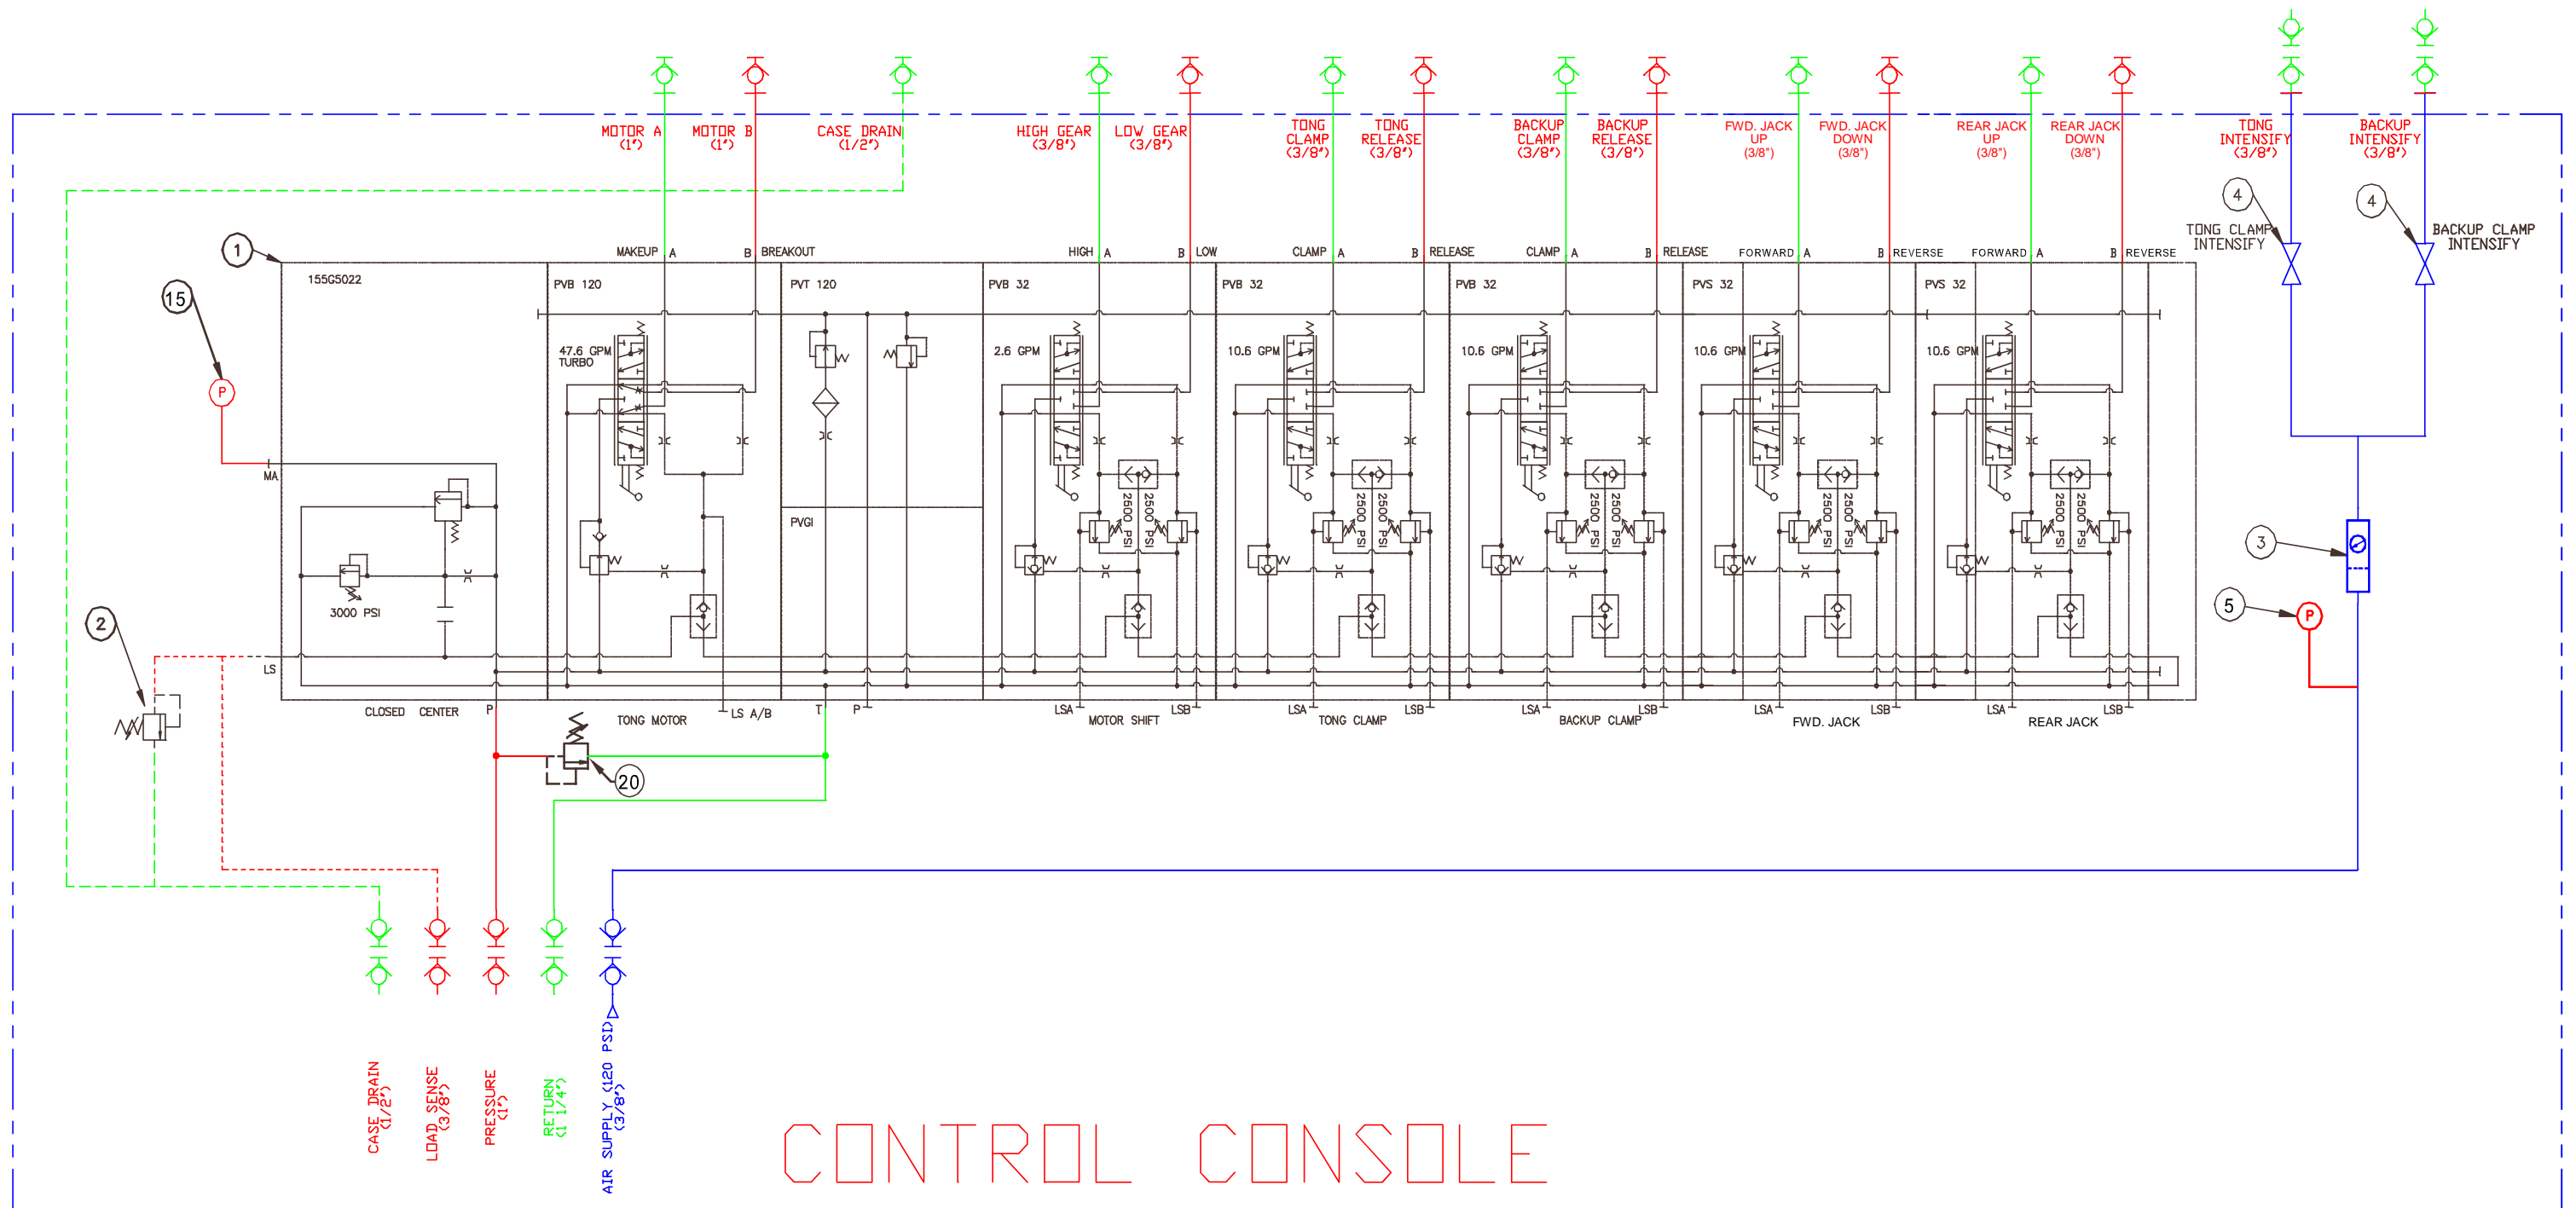 MOTOR A
(1")
MOTOR B
(1")
CASE DRAIN
(1/2")
HIGH GEAR
(3/8")
LOW GEAR
(3/8")
TONG
CLAMP
(3/8")
TONG
RELEASE
(3/8")
BACKUP
CLAMP
(3/8")
BACKUP
RELEASE
(3/8")
FWD. JACK
UP
(3/8")
FWD. JACK
DOWN
(3/8")
REAR JACK
UP
(3/8")
REAR JACK
DOWN
(3/8")
TONG
INTENSIFY
(3/8")
BACKUP
INTENSIFY
(3/8")
4
4
TONG CLAMP
INTENSIFY
BACKUP CLAMP
INTENSIFY
1
MAKEUP A
B BREAKOUT
HIGH A
B LOW
CLAMP A
B RELEASE
CLAMP A
B RELEASE
FORWARD A
B REVERSE
FORWARD A
B REVERSE
155G5022
PVB 120
PVT 120
PVB 32
PVB 32
PVB 32
PVS 32
PVS 32
15
P
47.6 GPM
TURBO
2.6 GPM
10.6 GPM
10.6 GPM
10.6 GPM
10.6 GPM
MA
PVGI
2500 PSI
2500 PSI
2500 PSI
2500 PSI
2500 PSI
2500 PSI
2500 PSI
2500 PSI
2500 PSI
2500 PSI
3
5
P
3000 PSI
2
LS
CLOSED CENTER
P
TONG MOTOR
LS A/B
T
P
LSA
MOTOR SHIFT
LSB
LSA
TONG CLAMP
LSB
LSA
BACKUP CLAMP
LSB
LSA
FWD. JACK
LSB
LSA
REAR JACK
LSB
20
CASE DRAIN
(1/2")
LOAD SENSE
(3/8")
PRESSURE
(1")
RETURN
(1 1/4")
AIR SUPPLY (120 PSI)
(3/8")
CONTROL CONSOLE